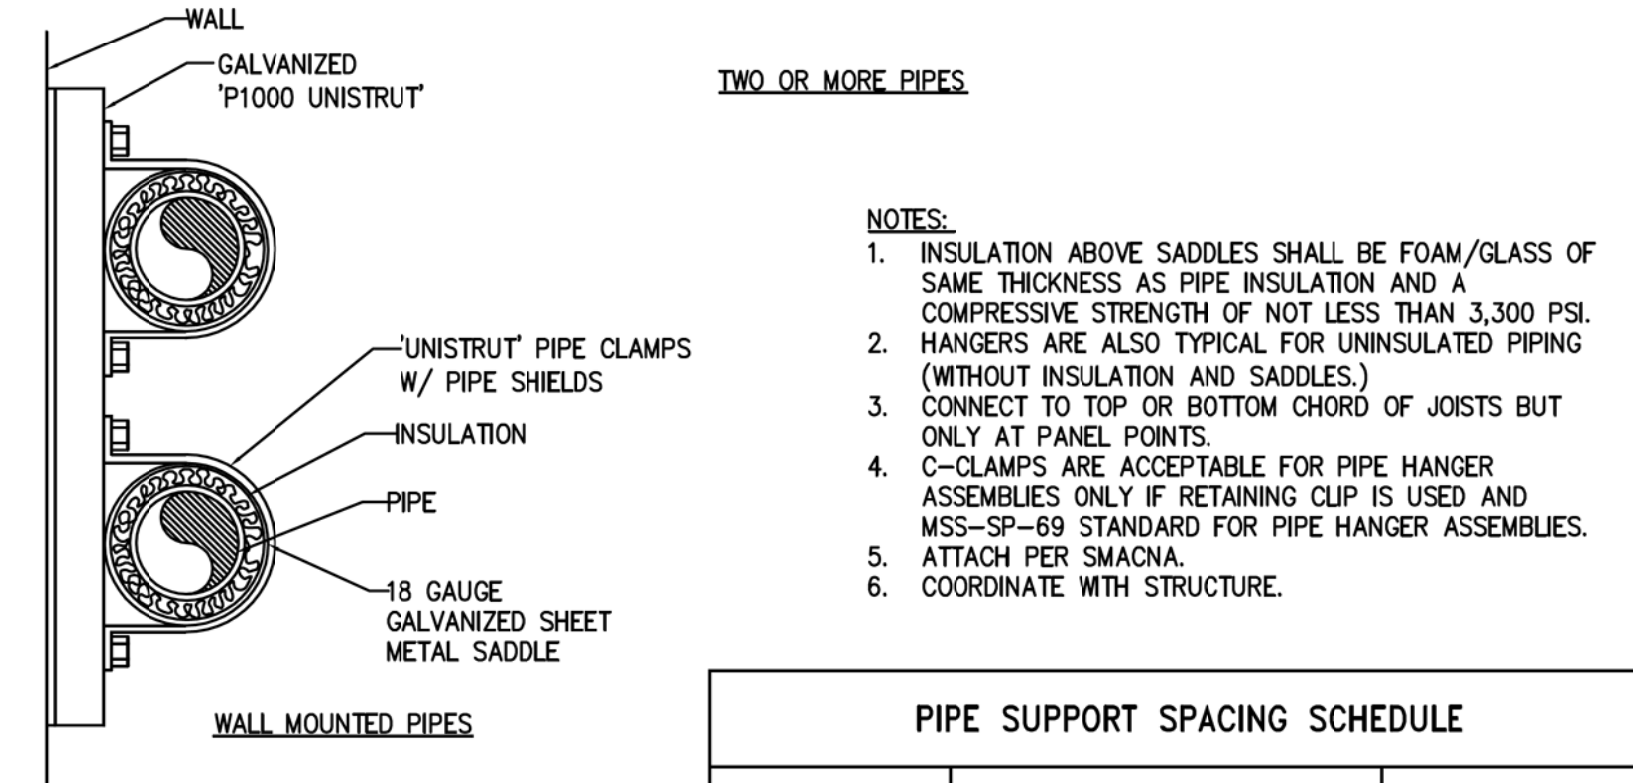 WALL
GALVANIZED
'P1000 UNISTRUT'
TWO OR MORE PIPES
'UNISTRUT' PIPE CLAMPS
W/ PIPE SHIELDS
INSULATION
PIPE
18 GAUGE
GALVANIZED SHEET
METAL SADDLE
WALL MOUNTED PIPES
NOTES:
1. INSULATION ABOVE SADDLES SHALL BE FOAM/GLASS OF
SAME THICKNESS AS PIPE INSULATION AND A
COMPRESSIVE STRENGTH OF NOT LESS THAN 3,300 PSI.
2. HANGERS ARE ALSO TYPICAL FOR UNINSULATED PIPING
(WITHOUT INSULATION AND SADDLES.)
3. CONNECT TO TOP OR BOTTOM CHORD OF JOISTS BUT
ONLY AT PANEL POINTS.
4. C-CLAMPS ARE ACCEPTABLE FOR PIPE HANGER
ASSEMBLIES ONLY IF RETAINING CLIP IS USED AND
MSS-SP-69 STANDARD FOR PIPE HANGER ASSEMBLIES.
5. ATTACH PER SMACNA.
6. COORDINATE WITH STRUCTURE.
PIPE SUPPORT SPACING SCHEDULE